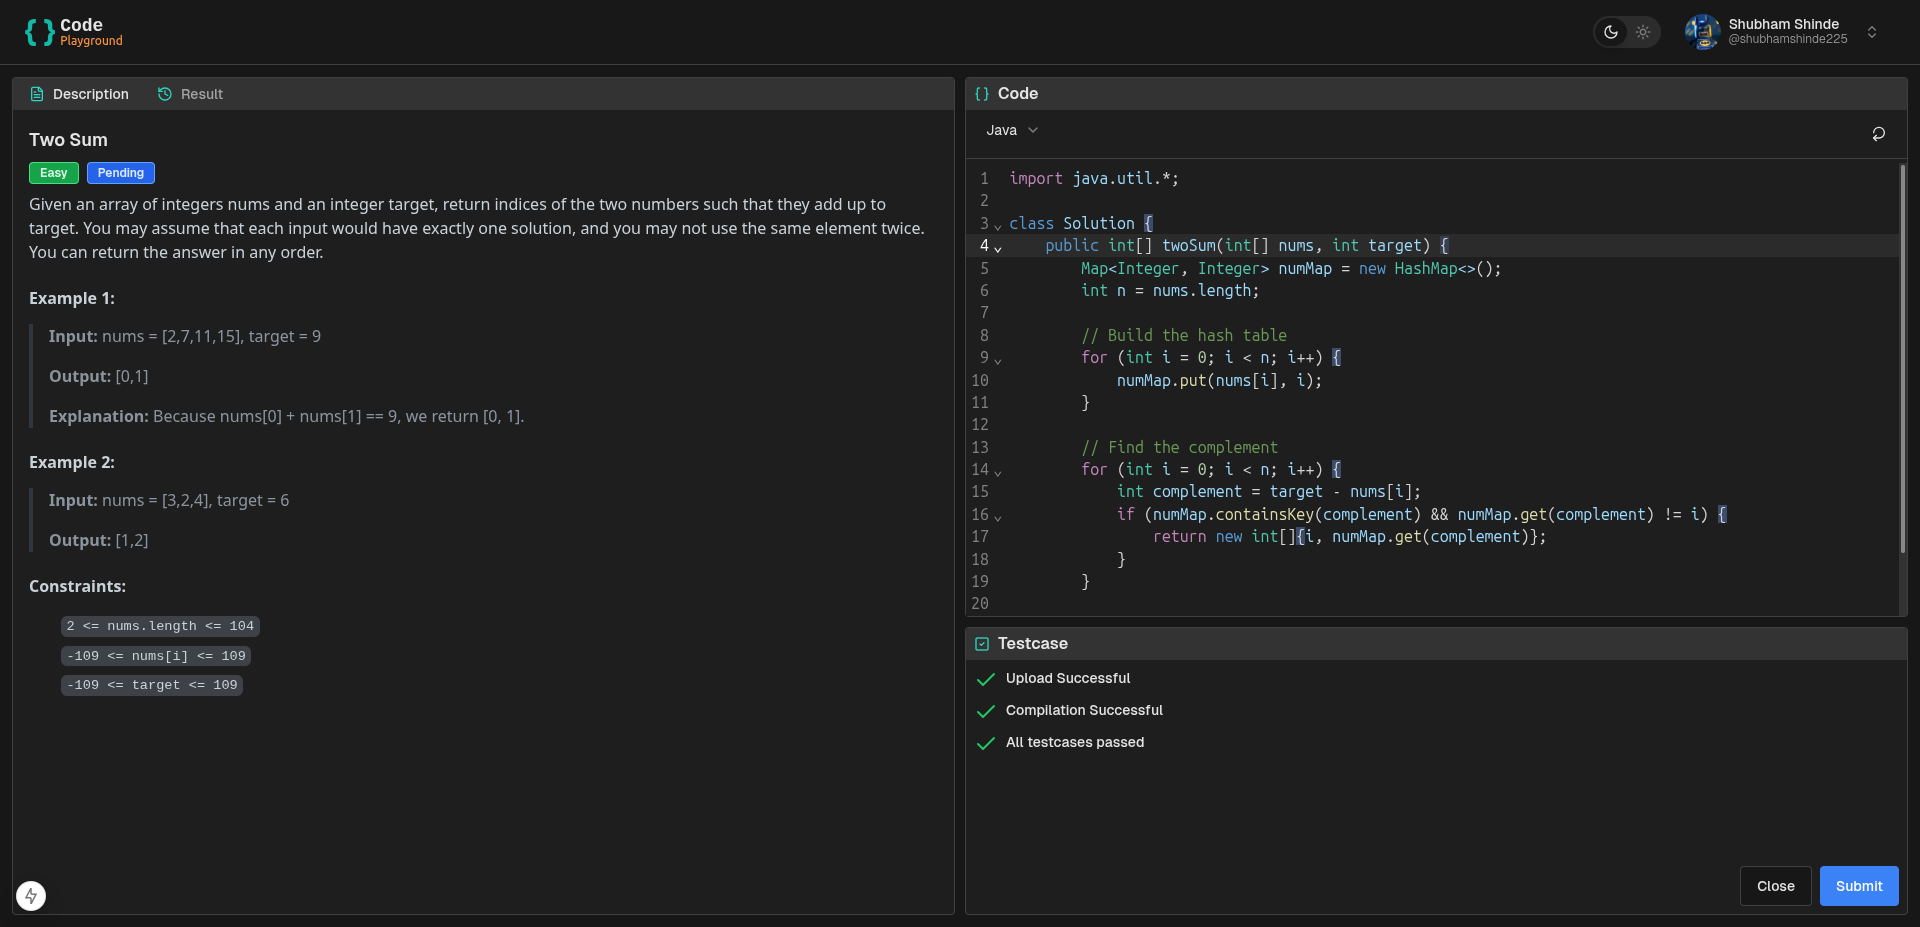 { } Code
Playground
Shubham Shinde
@shubhamshinde225
Description
Result
Two Sum
Easy
Pending
Given an array of integers nums and an integer target, return indices of the two numbers such that they add up to
target. You may assume that each input would have exactly one solution, and you may not use the same element twice.
You can return the answer in any order.
Example 1:
Input: nums = [2,7,11,15], target = 9
Output: [0,1]
Explanation: Because nums[0] + nums[1] == 9, we return [0, 1].
Example 2:
Input: nums = [3,2,4], target = 6
Output: [1,2]
Constraints:
2 <= nums.length <= 104
-109 <= nums[i] <= 109
-109 <= target <= 109
{} Code
Java
1 import java.util.*;
2
3 class Solution {
4     public int[] twoSum(int[] nums, int target) {
5         Map<Integer, Integer> numMap = new HashMap<>();
6         int n = nums.length;
7
8         // Build the hash table
9         for (int i = 0; i < n; i++) {
10             numMap.put(nums[i], i);
11         }
12
13         // Find the complement
14         for (int i = 0; i < n; i++) {
15             int complement = target - nums[i];
16             if (numMap.containsKey(complement) && numMap.get(complement) != i) {
17                 return new int[]{i, numMap.get(complement)};
18             }
19         }
20
Testcase
Upload Successful
Compilation Successful
All testcases passed
Close
Submit